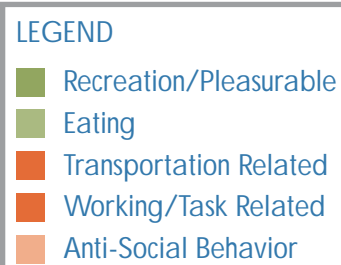 LEGEND
Recreation/Pleasurable
Eating
Transportation Related
Working/Task Related
Anti-Social Behavior